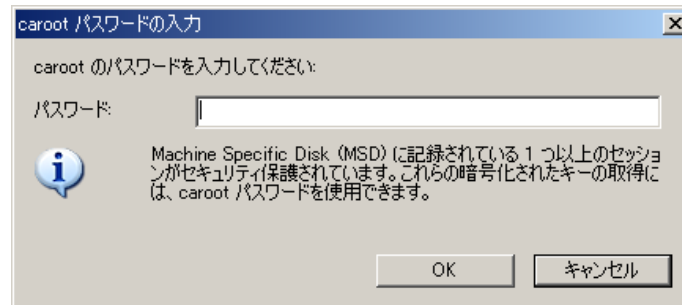 caroot パスワードの入力
caroot のパスワードを入力してください:
パスワード:
Machine Specific Disk (MSD) に記録されている 1 つ以上のセッショ
ンがセキュリティ保護されています。これらの暗号化されたキーの取得に
は、caroot パスワードを使用できます。
OK
キャンセル